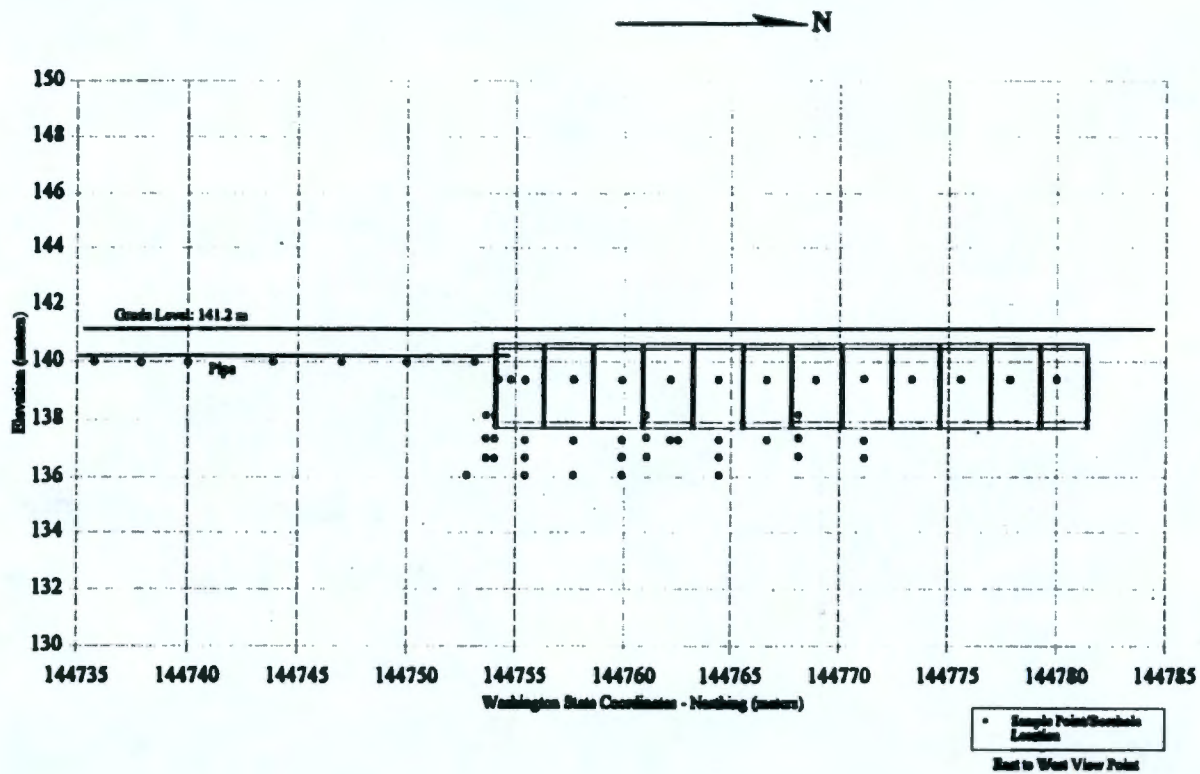 N
150
148
146
144
142
Grade Level: 141.2 m
140
Pipe
138
136
134
132
130
Elevation (meters)
144735 144740 144745 144750 144755 144760 144765 144770 144775 144780 144785
Washington State Coordinates - Northing (meters)
Sample Point/Borehole
Location
East to West View Point